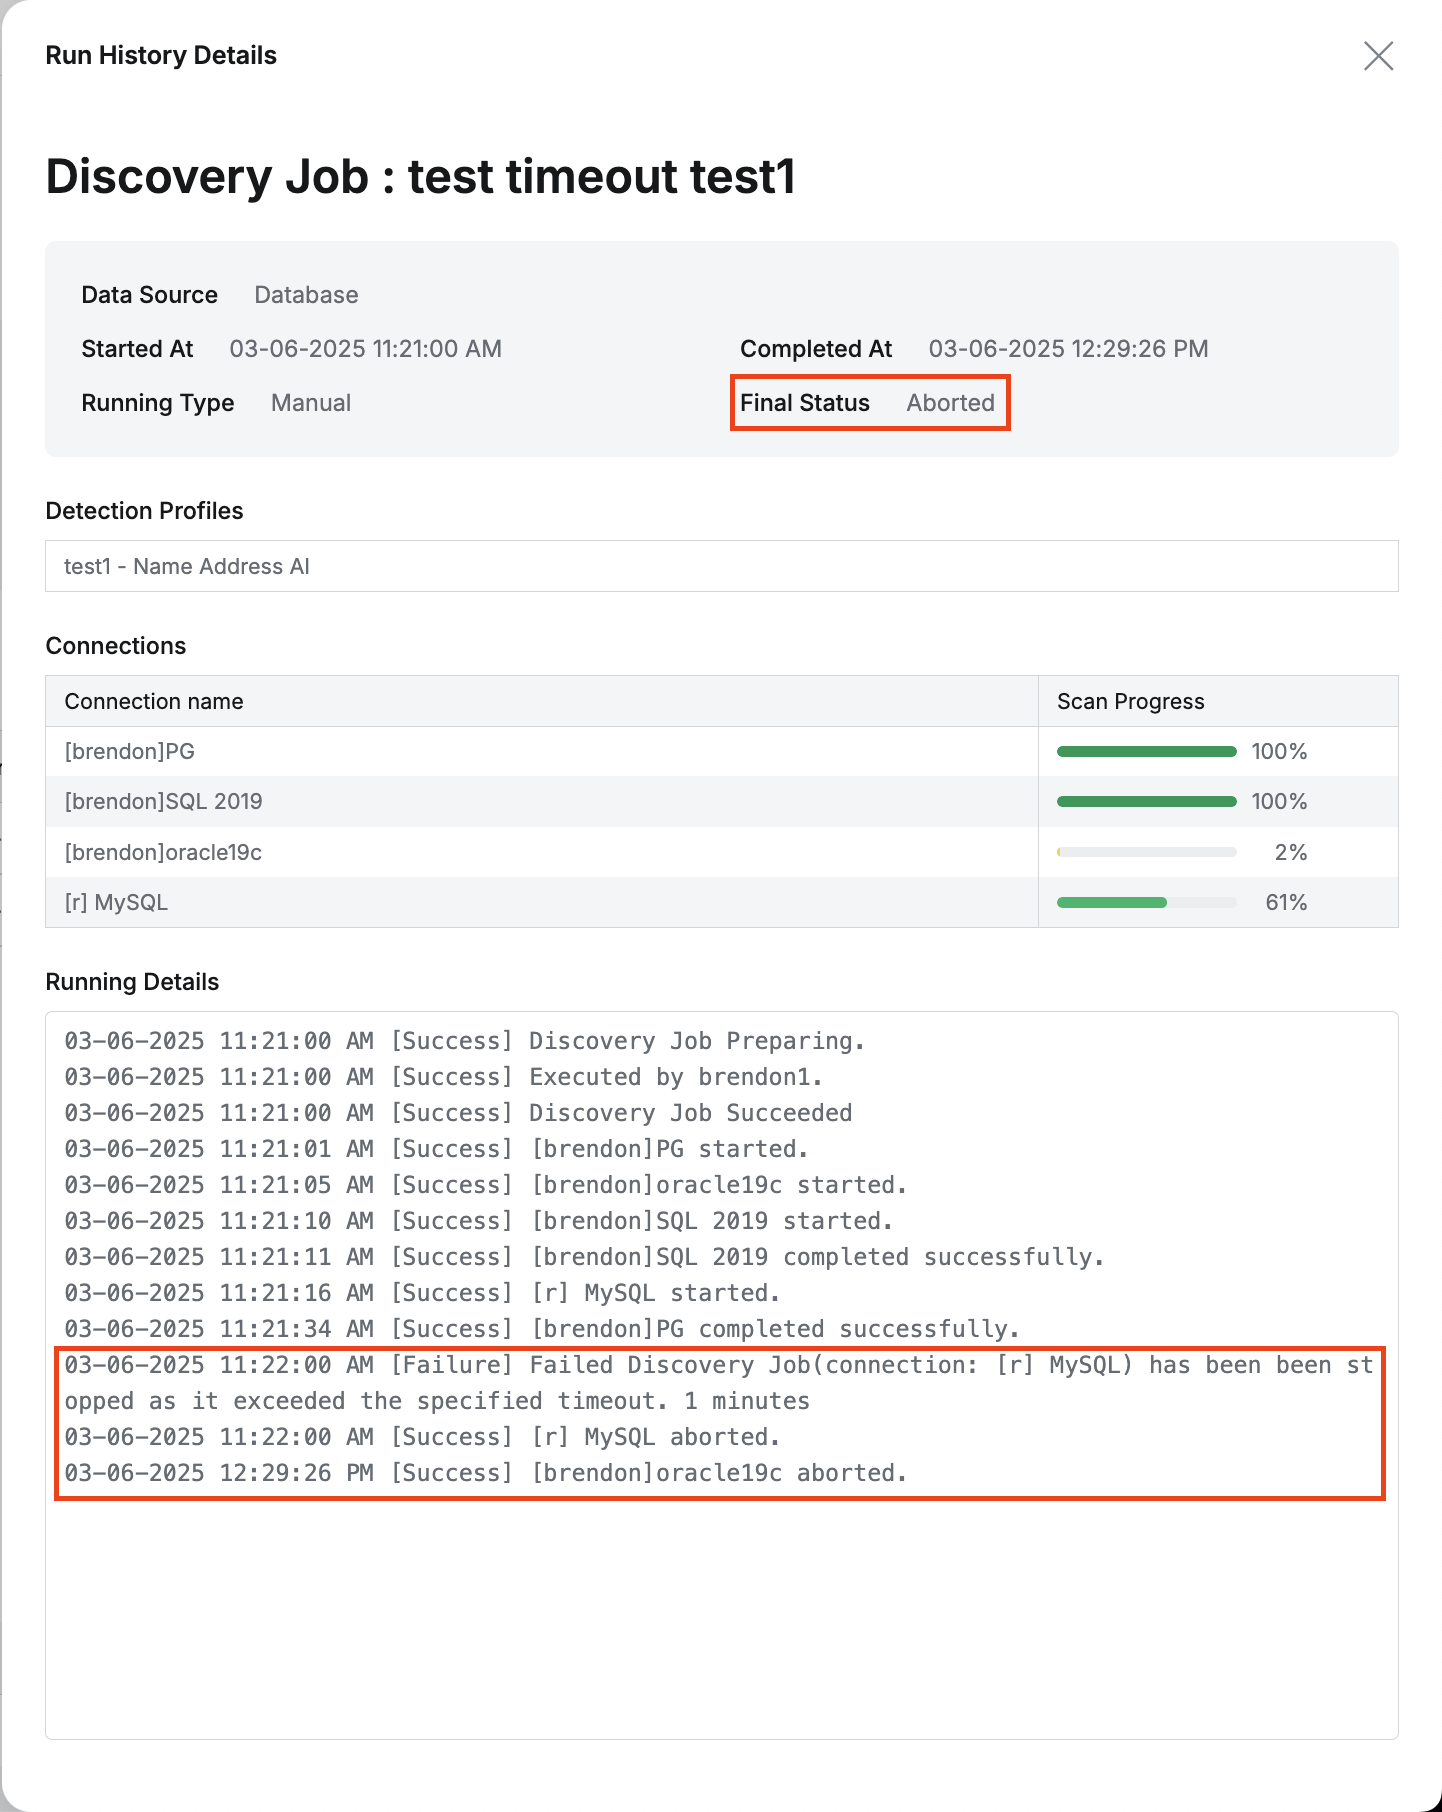 Run History Details
Discovery Job : test timeout test1
Data Source Database
Started At 03-06-2025 11:21:00 AM Completed At 03-06-2025 12:29:26 PM
Running Type Manual Final Status Aborted
Detection Profiles
test1 - Name Address AI
Connections
Connection name Scan Progress
[brendon]PG 100%
[brendon]SQL 2019 100%
[brendon]oracle19c 2%
[r] MySQL 61%
Running Details
03-06-2025 11:21:00 AM [Success] Discovery Job Preparing.
03-06-2025 11:21:00 AM [Success] Executed by brendon1.
03-06-2025 11:21:00 AM [Success] Discovery Job Succeeded
03-06-2025 11:21:01 AM [Success] [brendon]PG started.
03-06-2025 11:21:05 AM [Success] [brendon]oracle19c started.
03-06-2025 11:21:10 AM [Success] [brendon]SQL 2019 started.
03-06-2025 11:21:11 AM [Success] [brendon]SQL 2019 completed successfully.
03-06-2025 11:21:16 AM [Success] [r] MySQL started.
03-06-2025 11:21:34 AM [Success] [brendon]PG completed successfully.
03-06-2025 11:22:00 AM [Failure] Failed Discovery Job(connection: [r] MySQL) has been been st
opped as it exceeded the specified timeout. 1 minutes
03-06-2025 11:22:00 AM [Success] [r] MySQL aborted.
03-06-2025 12:29:26 PM [Success] [brendon]oracle19c aborted.